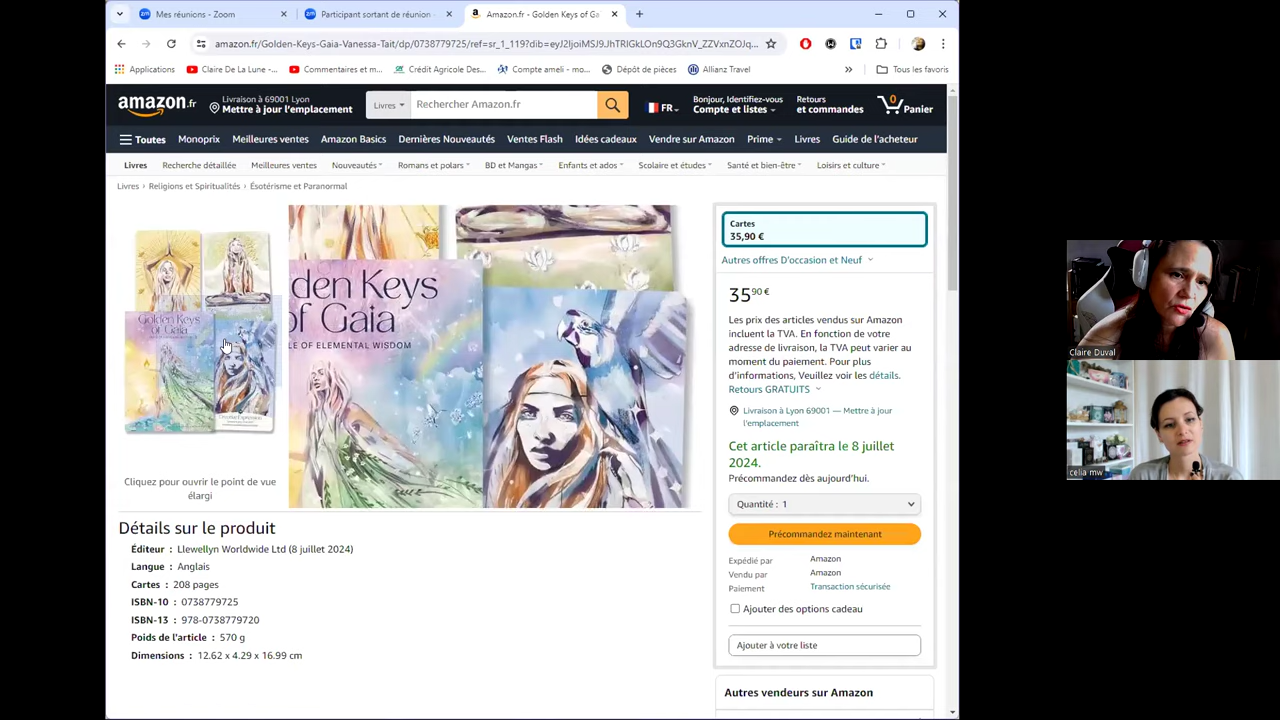 Mes réunions - Zoom
Participant sortant de réunion -
Amazon.fr - Golden Keys of Ga
amazon.fr/Golden-Keys-Gaia-Vanessa-Tait/dp/0738779725/ref=sr_1_119?dib=
Applications
Claire De La Lune -...
Commentaires et m...
Crédit Agricole Des...
Compte ameli - mo...
Dépôt de pièces
Allianz Travel
Tous les favoris
amazon.fr
Livraison à 69001 Lyon
Mettre à jour l'emplacement
Livres
Rechercher Amazon.fr
FR
Bonjour, Identifiez-vous
Compte et listes
Retours
et commandes
0
Panier
Toutes
Monoprix
Meilleures ventes
Amazon Basics
Dernières Nouveautés
Ventes Flash
Idées cadeaux
Vendre sur Amazon
Prime
Livres
Guide de l'acheteur
Livres
Recherche détaillée
Meilleures ventes
Nouveautés
Romans et polars
BD et Mangas
Enfants et ados
Scolaire et études
Santé et bien-être
Loisirs et culture
Livres › Religions et Spiritualités › Ésotérisme et Paranormal
Golden Keys
of Gaia
den Keys
of Gaia
LE OF ELEMENTAL WISDOM
Cliquez pour ouvrir le point de vue
élargi
Détails sur le produit
Éditeur : Llewellyn Worldwide Ltd (8 juillet 2024)
Langue : Anglais
Cartes : 208 pages
ISBN-10 : 0738779725
ISBN-13 : 978-0738779720
Poids de l'article : 570 g
Dimensions : 12.62 x 4.29 x 16.99 cm
Cartes
35,90 €
Autres offres D'occasion et Neuf
35 90 €
Les prix des articles vendus sur Amazon
incluent la TVA. En fonction de votre
adresse de livraison, la TVA peut varier au
moment du paiement. Pour plus
d'informations, Veuillez voir les détails.
Retours GRATUITS
Livraison à Lyon 69001 — Mettre à jour
l'emplacement
Cet article paraîtra le 8 juillet
2024.
Précommandez dès aujourd'hui.
Quantité : 1
Précommandez maintenant
Expédié par Amazon
Vendu par Amazon
Paiement Transaction sécurisée
Ajouter des options cadeau
Ajouter à votre liste
Autres vendeurs sur Amazon
Claire Duval
celia mw